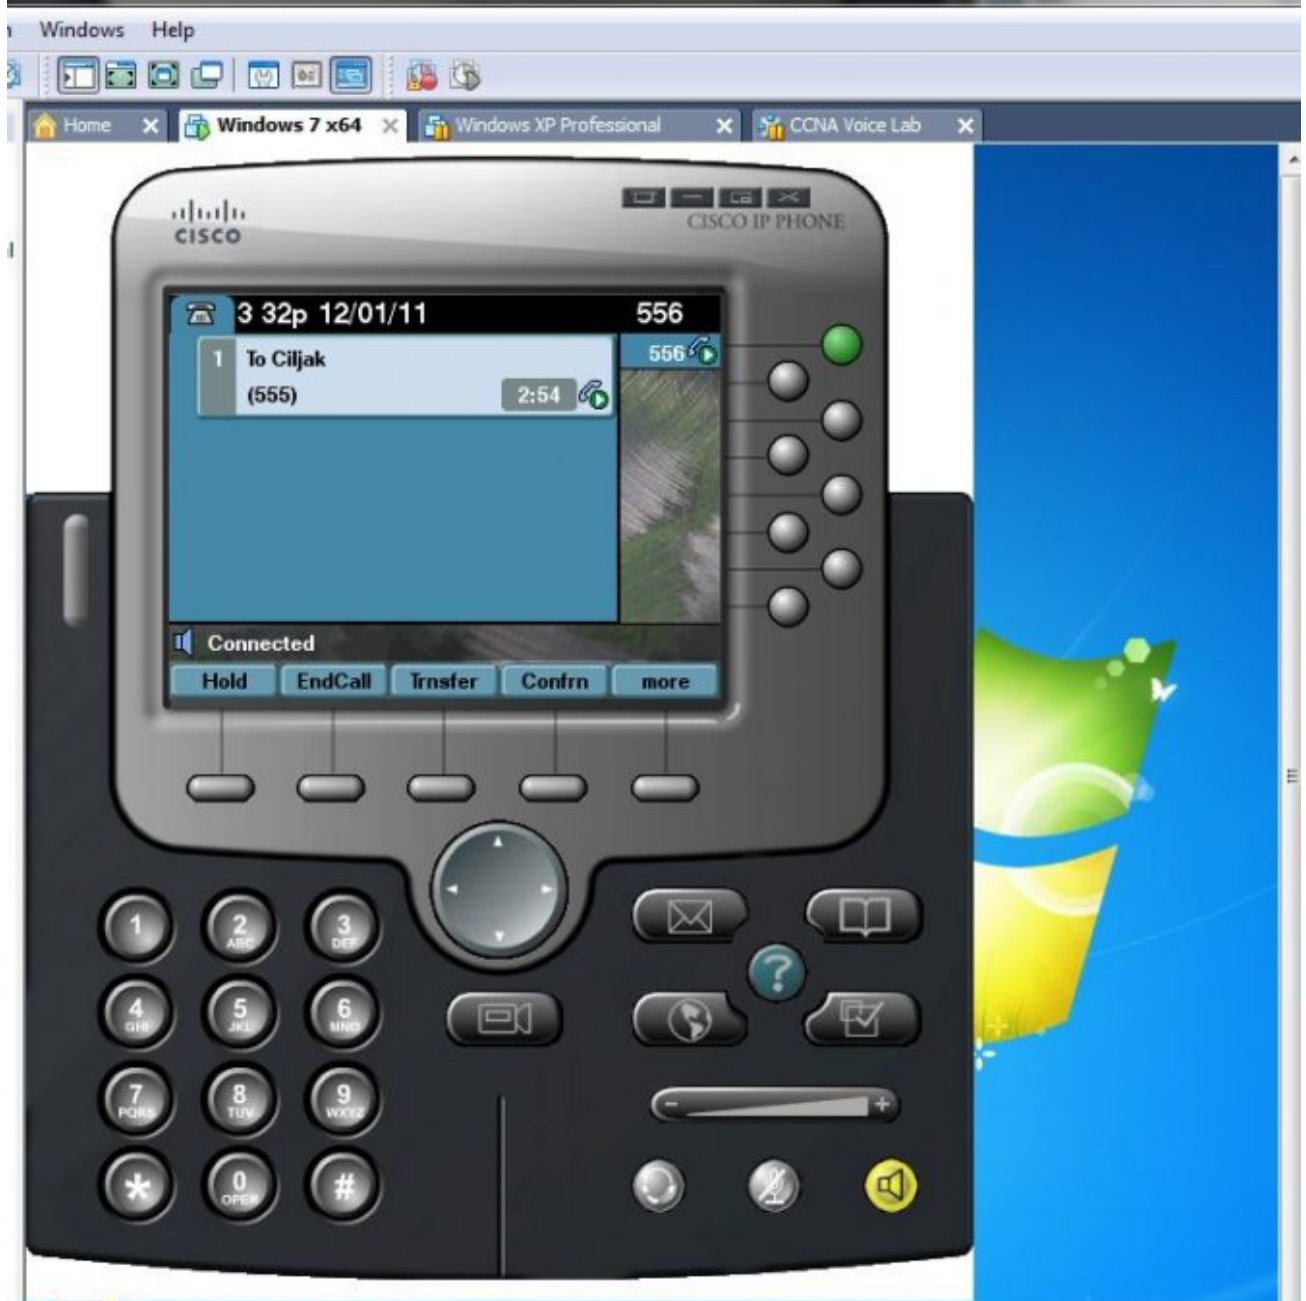 Windows Help
Home Windows 7 x64 Windows XP Professional CCNA Voice Lab
CISCO
CISCO IP PHONE
3 32p 12/01/11 556
1 To Ciljak
(555) 2:54
556
Connected
Hold EndCall Trnsfer Confrn more
1 2 ABC 3 DEF
4 GHI 5 JKL 6 MNO
7 PQRS 8 TUV 9 WXYZ
* 0 OPER #
?
- +